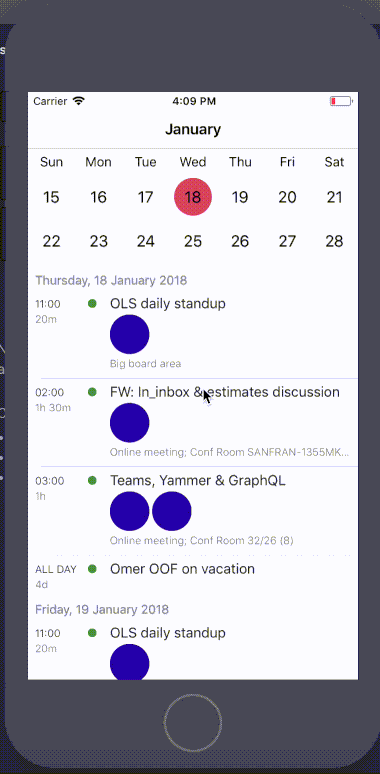 Carrier 4:09 PM
January
Sun Mon Tue Wed Thu Fri Sat
15 16 17 18 19 20 21
22 23 24 25 26 27 28
Thursday, 18 January 2018
11:00 OLS daily standup
20m
Big board area
02:00 FW: In_inbox & estimates discussion
1h 30m
Online meeting; Conf Room SANFRAN-1355MK...
03:00 Teams, Yammer & GraphQL
1h
Online meeting; Conf Room 32/26 (8)
ALL DAY Omer OOF on vacation
4d
Friday, 19 January 2018
11:00 OLS daily standup
20m